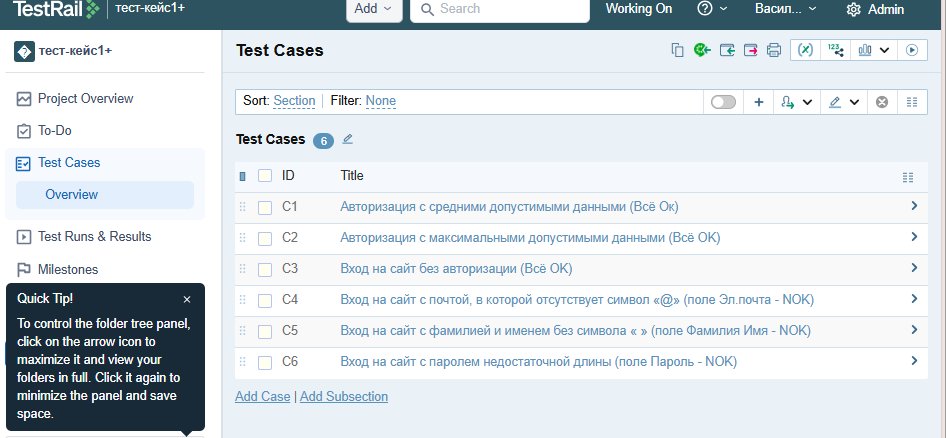 TestRail
Add
Search
Working On
Васил...
Admin
тест-кейс1+
тест-кейс1+
Project Overview
To-Do
Test Cases
Overview
Test Runs & Results
Milestones
Quick Tip!
To control the folder tree panel,
click on the arrow icon to
maximize it and view your
folders in full. Click it again to
minimize the panel and save
space.
Test Cases
123
Sort: Section Filter: None
Test Cases 6
ID Title
C1 Авторизация с средними допустимыми данными (Всё Ок)
C2 Авторизация с максимальными допустимыми данными (Всё OK)
C3 Вход на сайт без авторизации (Всё OK)
C4 Вход на сайт с почтой, в которой отсутствует символ «@» (поле Эл.почта - NOK)
C5 Вход на сайт с фамилией и именем без символа « » (поле Фамилия Имя - NOK)
C6 Вход на сайт с паролем недостаточной длины (поле Пароль - NOK)
Add Case | Add Subsection